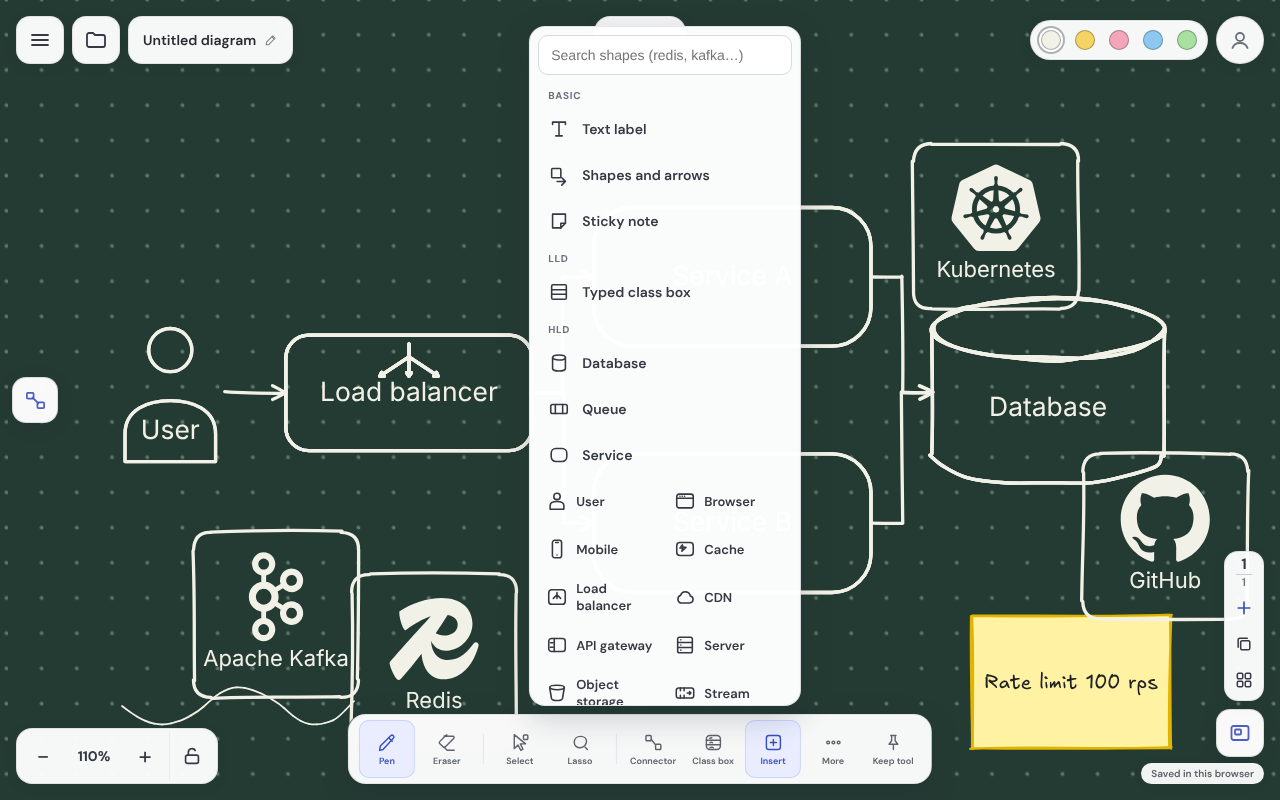 Untitled diagram
Search shapes (redis, kafka…)
BASIC
Text label
Shapes and arrows
Sticky note
LLD
Typed class box
HLD
Database
Queue
Service
User
Browser
Mobile
Cache
Load
balancer
CDN
API gateway
Server
Object
storage
Stream
Service A
Service B
Kubernetes
User
Load balancer
Database
GitHub
Apache Kafka
Redis
Rate limit 100 rps
1
1
110%
Pen
Eraser
Select
Lasso
Connector
Class box
Insert
More
Keep tool
Saved in this browser